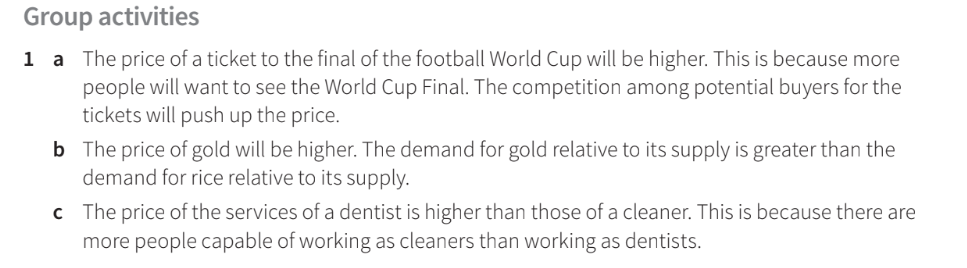 Group activities
1 a The price of a ticket to the final of the football World Cup will be higher. This is because more
people will want to see the World Cup Final. The competition among potential buyers for the
tickets will push up the price.
b The price of gold will be higher. The demand for gold relative to its supply is greater than the
demand for rice relative to its supply.
c The price of the services of a dentist is higher than those of a cleaner. This is because there are
more people capable of working as cleaners than working as dentists.